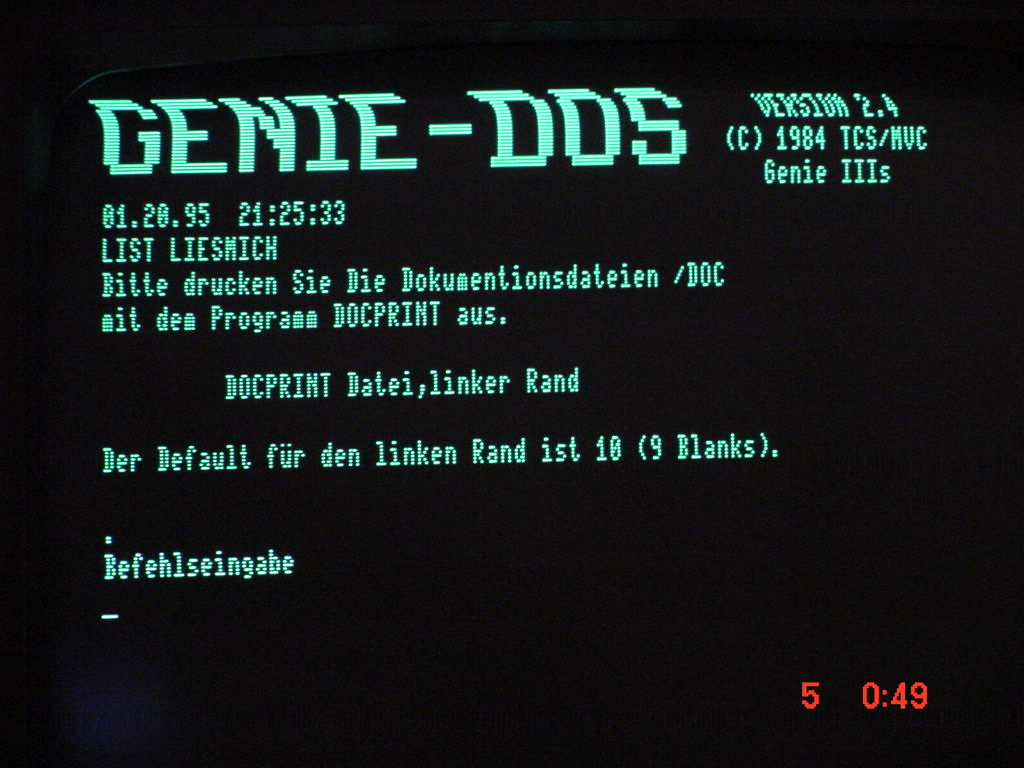 GENIE-DOS
VERSION 2.4
(C) 1984 TCS/MVC
Genie IIIs
01.20.95 21:25:33
LIST LIESMICH
Bitte drucken Sie Die Dokumentionsdateien /DOC
mit dem Programm DOCPRINT aus.
DOCPRINT Datei,linker Rand
Der Default für den linken Rand ist 10 (9 Blanks).
.
Befehlseingabe
_
5 0:49